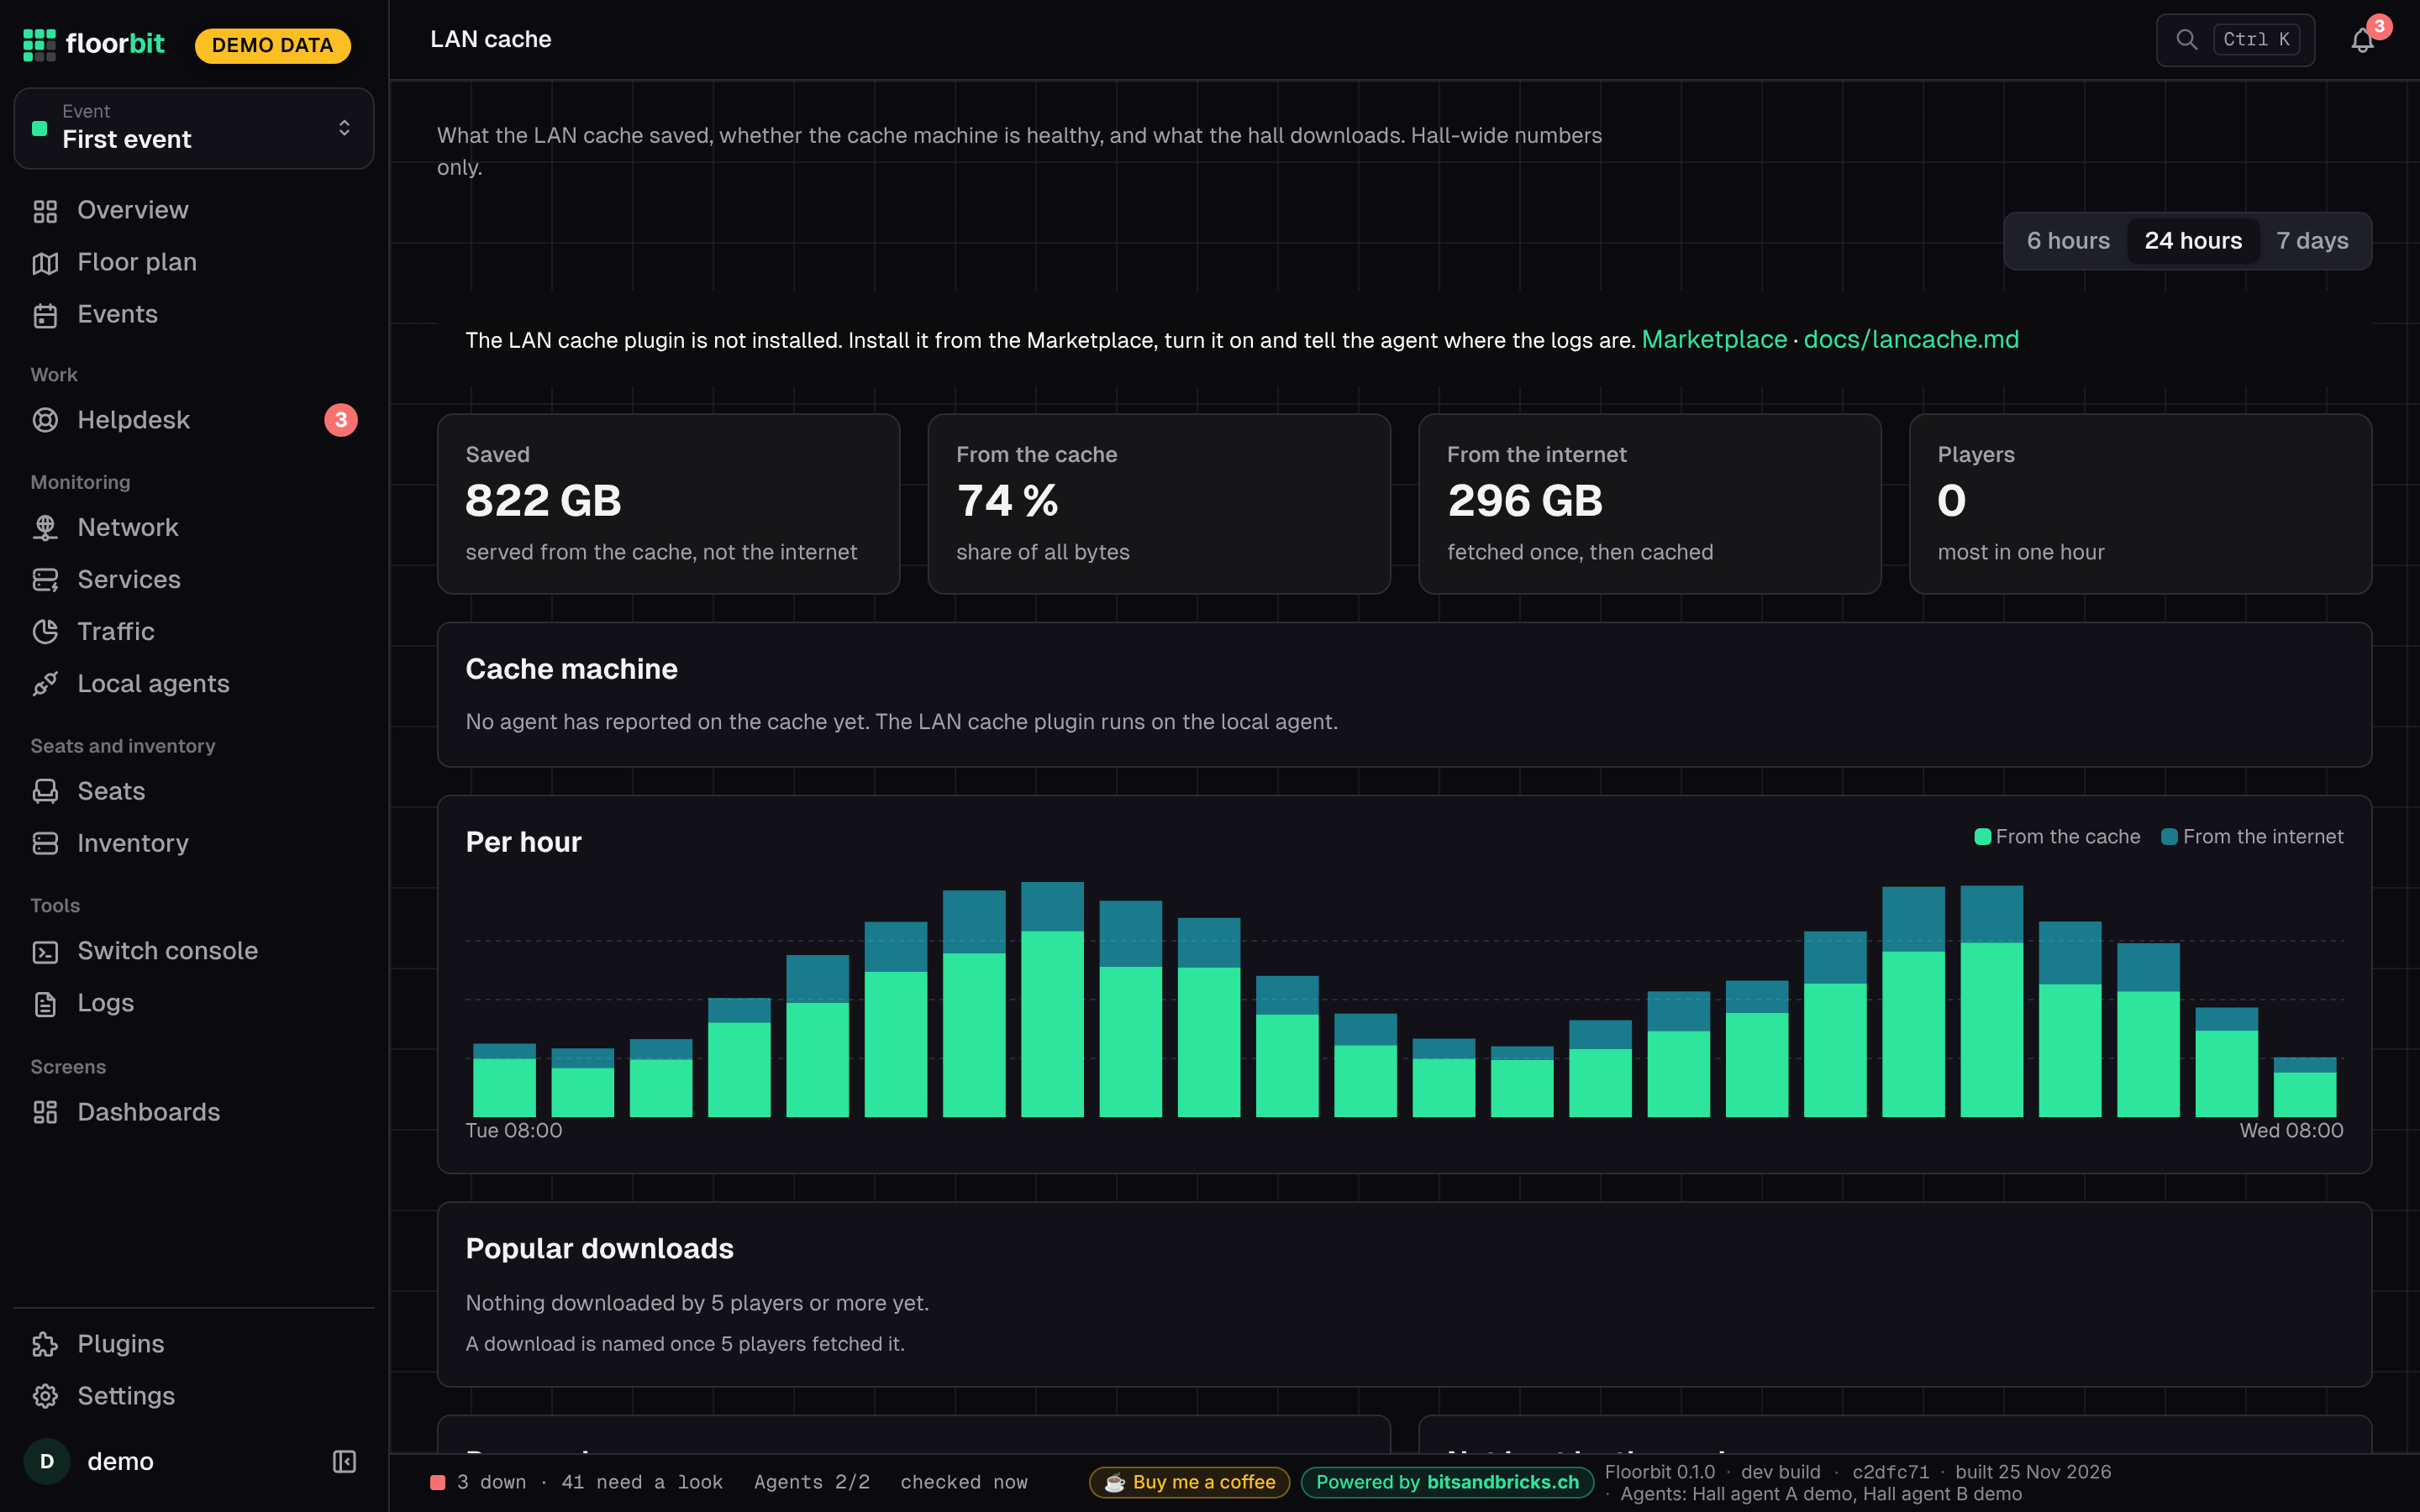 floorbit
DEMO DATA
Event
First event
Overview
Floor plan
Events
Work
Helpdesk
3
Monitoring
Network
Services
Traffic
Local agents
Seats and inventory
Seats
Inventory
Tools
Switch console
Logs
Screens
Dashboards
Plugins
Settings
D
demo
LAN cache
Ctrl K
3
What the LAN cache saved, whether the cache machine is healthy, and what the hall downloads. Hall-wide numbers
only.
6 hours
24 hours
7 days
The LAN cache plugin is not installed. Install it from the Marketplace, turn it on and tell the agent where the logs are. Marketplace · docs/lancache.md
Saved
822 GB
served from the cache, not the internet
From the cache
74 %
share of all bytes
From the internet
296 GB
fetched once, then cached
Players
0
most in one hour
Cache machine
No agent has reported on the cache yet. The LAN cache plugin runs on the local agent.
Per hour
From the cache
From the internet
Tue 08:00
Wed 08:00
Popular downloads
Nothing downloaded by 5 players or more yet.
A download is named once 5 players fetched it.
3 down · 41 need a look
Agents 2/2
checked now
Buy me a coffee
Powered by bitsandbricks.ch
Floorbit 0.1.0 · dev build · c2dfc71 · built 25 Nov 2026
· Agents: Hall agent A demo, Hall agent B demo